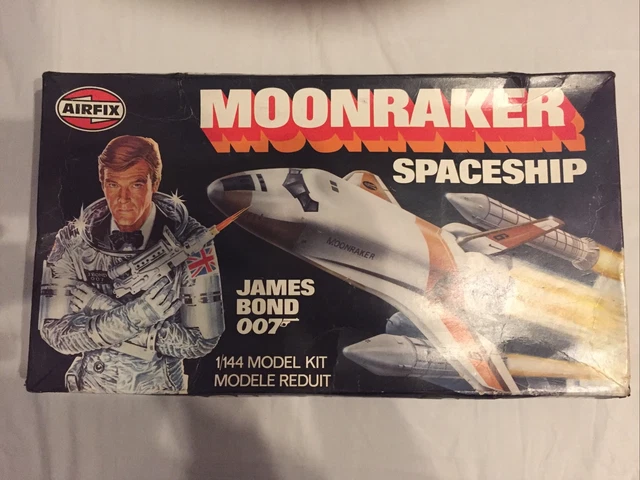 AIRFIX
MOONRAKER
SPACESHIP
MOONRAKER
JAMES
BOND
007
1/144 MODEL KIT
MODELE REDUIT